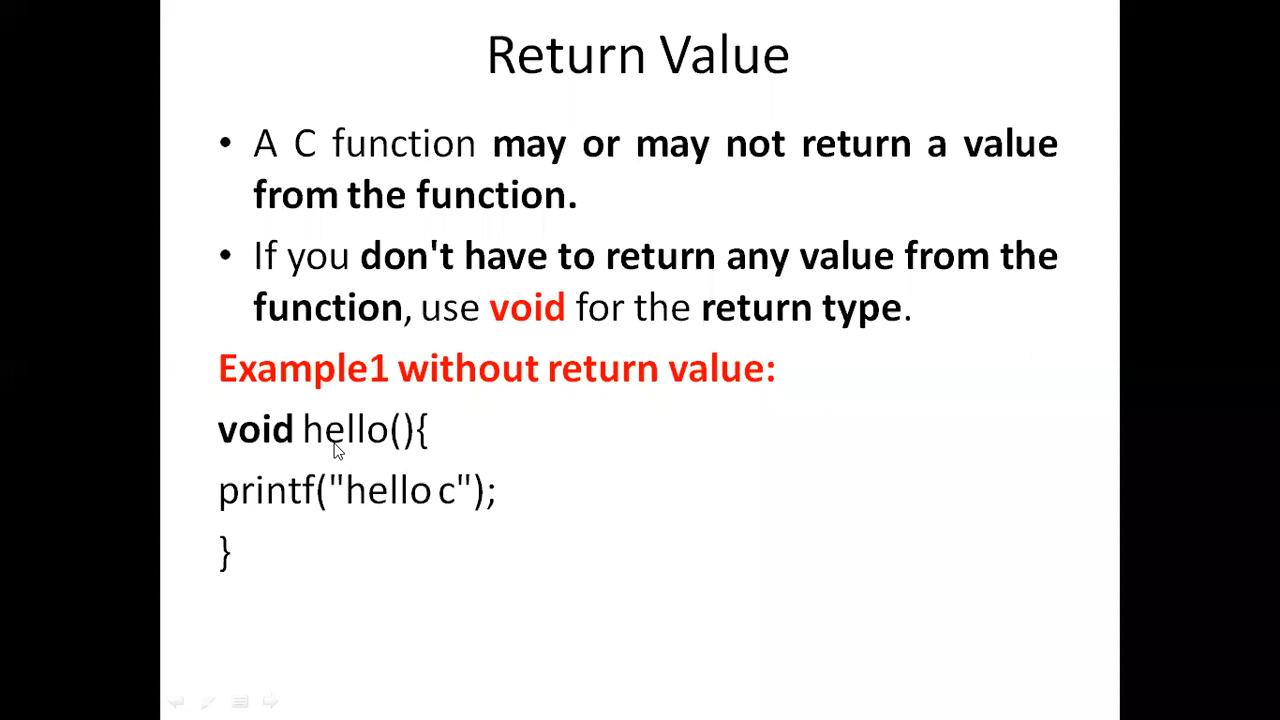 Return Value
• A C function may or may not return a value
from the function.
• If you don't have to return any value from the
function, use void for the return type.
Example1 without return value:
void hello(){
printf("hello c");
}